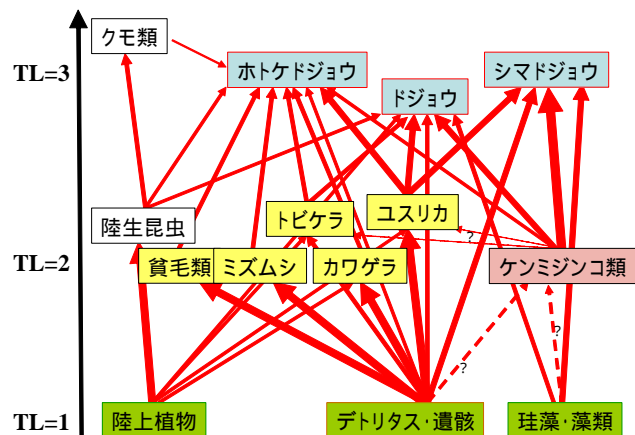 クモ類
TL=3
ホトケドジョウ
シマドジョウ
ドジョウ
陸生昆虫
トビケラ
ユスリカ
?
TL=2
貧毛類
ミズムシ
カワゲラ
ケンミジンコ類
?
?
TL=1
陸上植物
デトリタス・遺骸
珪藻・藻類